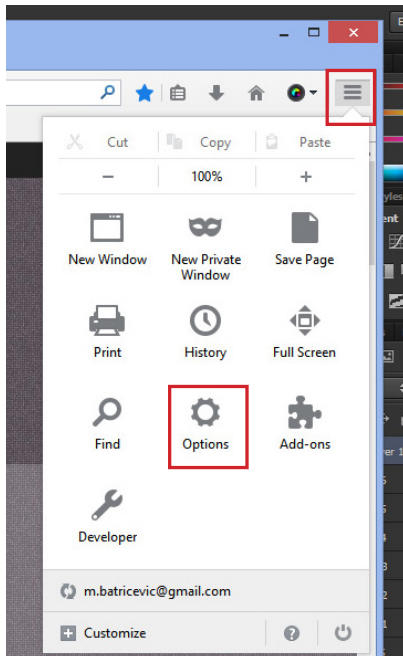 Cut Copy Paste
100%
New Window New Private Window Save Page
Print History Full Screen
Find Options Add-ons
Developer
m.batricevic@gmail.com
Customize